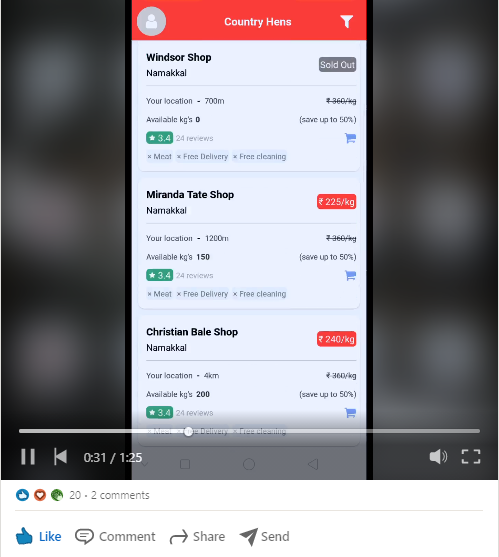 Country Hens
Windsor Shop
Sold Out
Namakkal
Your location - 700m
₹ 360/kg
Available kg's 0
(save up to 50%)
3.4 24 reviews
× Meat × Free Delivery × Free cleaning
Miranda Tate Shop
₹ 225/kg
Namakkal
Your location - 1200m
₹ 360/kg
Available kg's 150
(save up to 50%)
3.4 24 reviews
× Meat × Free Delivery × Free cleaning
Christian Bale Shop
₹ 240/kg
Namakkal
Your location - 4km
₹ 360/kg
Available kg's 200
(save up to 50%)
3.4 24 reviews
× Meat × Free Delivery × Free cleaning
0:31 / 1:25
20 · 2 comments
Like Comment Share Send